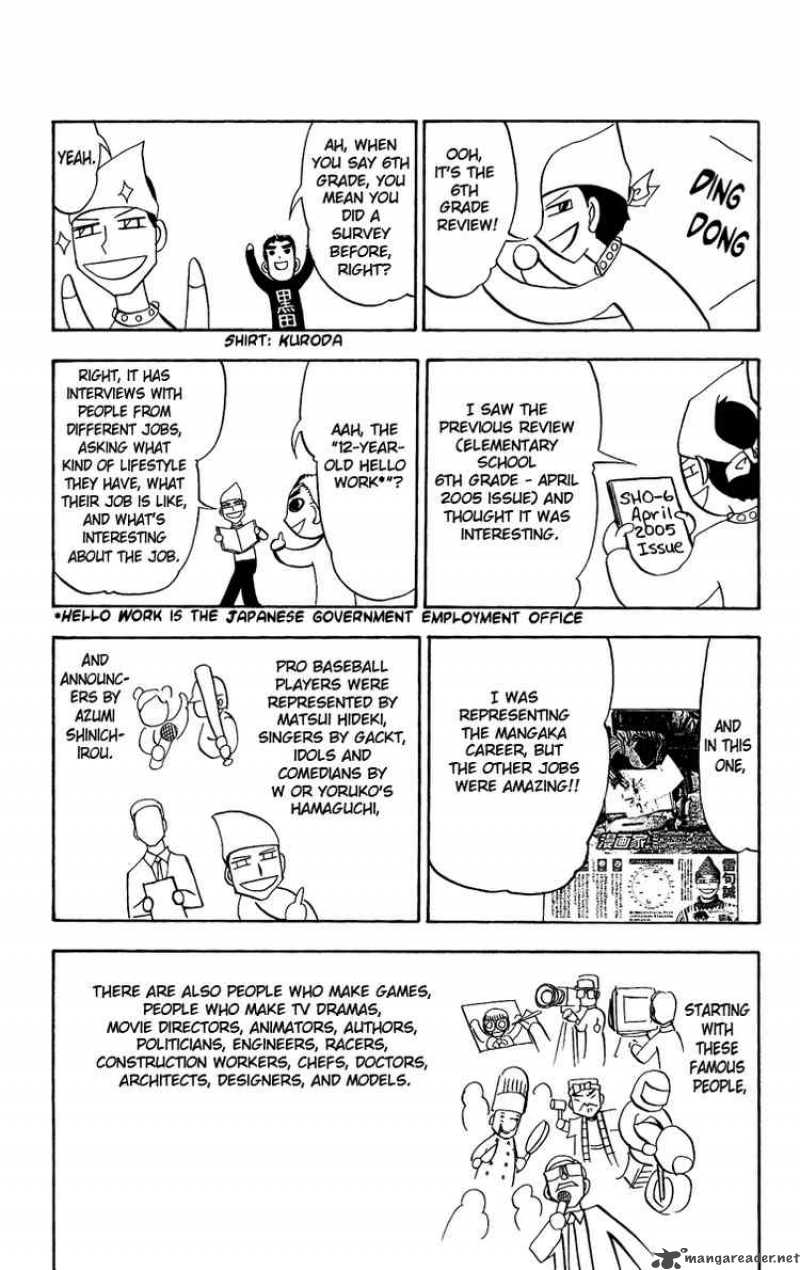 OOH,
IT'S THE
6TH
GRADE
REVIEW!
DING
DONG
AH, WHEN
YOU SAY 6TH
GRADE, YOU
MEAN YOU
DID A
SURVEY
BEFORE,
RIGHT?
YEAH.
黒田
SHIRT: KURODA
I SAW THE
PREVIOUS REVIEW
(ELEMENTARY
SCHOOL
6TH GRADE - APRIL
2005 ISSUE) AND
THOUGHT IT WAS
INTERESTING.
SHO-6
April
2005
Issue
AAH, THE
"12-YEAR-
OLD HELLO
WORK*"?
RIGHT, IT HAS
INTERVIEWS WITH
PEOPLE FROM
DIFFERENT JOBS,
ASKING WHAT
KIND OF LIFESTYLE
THEY HAVE, WHAT
THEIR JOB IS LIKE,
AND WHAT'S
INTERESTING
ABOUT THE JOB.
*HELLO WORK IS THE JAPANESE GOVERNMENT EMPLOYMENT OFFICE
AND
IN THIS
ONE,
漫画家
雷句誠
I WAS
REPRESENTING
THE MANGAKA
CAREER, BUT
THE OTHER JOBS
WERE AMAZING!!
PRO BASEBALL
PLAYERS WERE
REPRESENTED BY
MATSUI HIDEKI,
SINGERS BY GACKT,
IDOLS AND
COMEDIANS BY
W OR YORUKO'S
HAMAGUCHI,
AND
ANNOUNC-
ERS BY
AZUMI
SHINICH-
IROU.
STARTING
WITH
THESE
FAMOUS
PEOPLE,
THERE ARE ALSO PEOPLE WHO MAKE GAMES,
PEOPLE WHO MAKE TV DRAMAS,
MOVIE DIRECTORS, ANIMATORS, AUTHORS,
POLITICIANS, ENGINEERS, RACERS,
CONSTRUCTION WORKERS, CHEFS, DOCTORS,
ARCHITECTS, DESIGNERS, AND MODELS.
mangareader.net